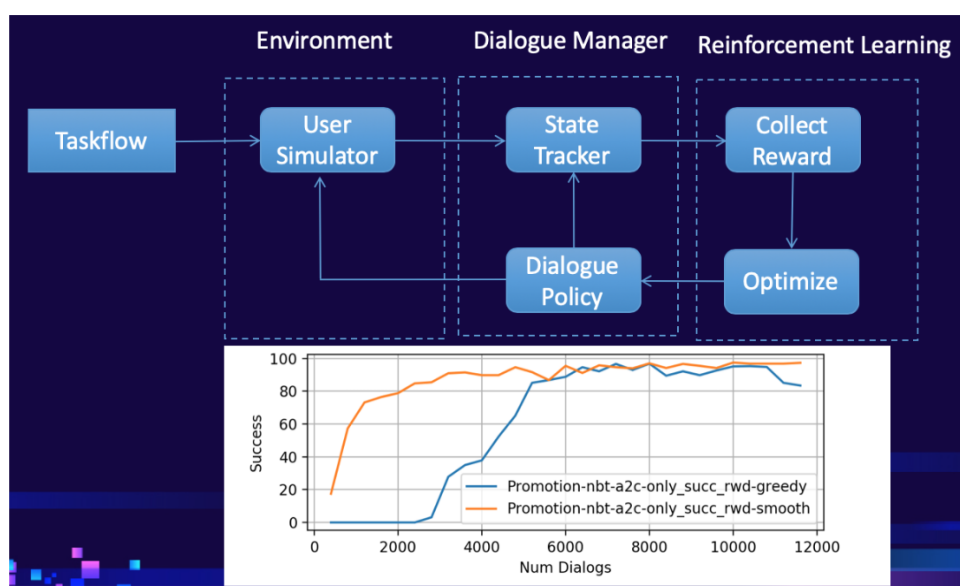 Environment
Dialogue Manager
Reinforcement Learning
Taskflow
User
Simulator
State
Tracker
Collect
Reward
Dialogue
Policy
Optimize
100
80
60
40
20
0
Success
Promotion-nbt-a2c-only_succ_rwd-greedy
Promotion-nbt-a2c-only_succ_rwd-smooth
0 2000 4000 6000 8000 10000 12000
Num Dialogs